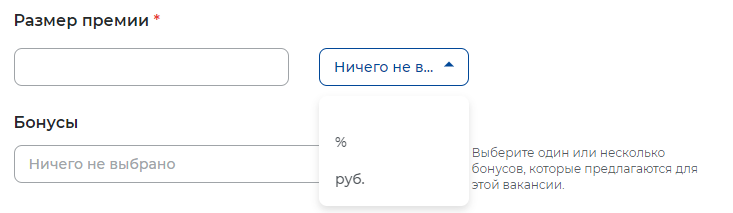 Размер премии *
Ничего не в...
Бонусы
%
Ничего не выбрано
руб.
Выберите один или несколько
бонусов, которые предлагаются для
этой вакансии.